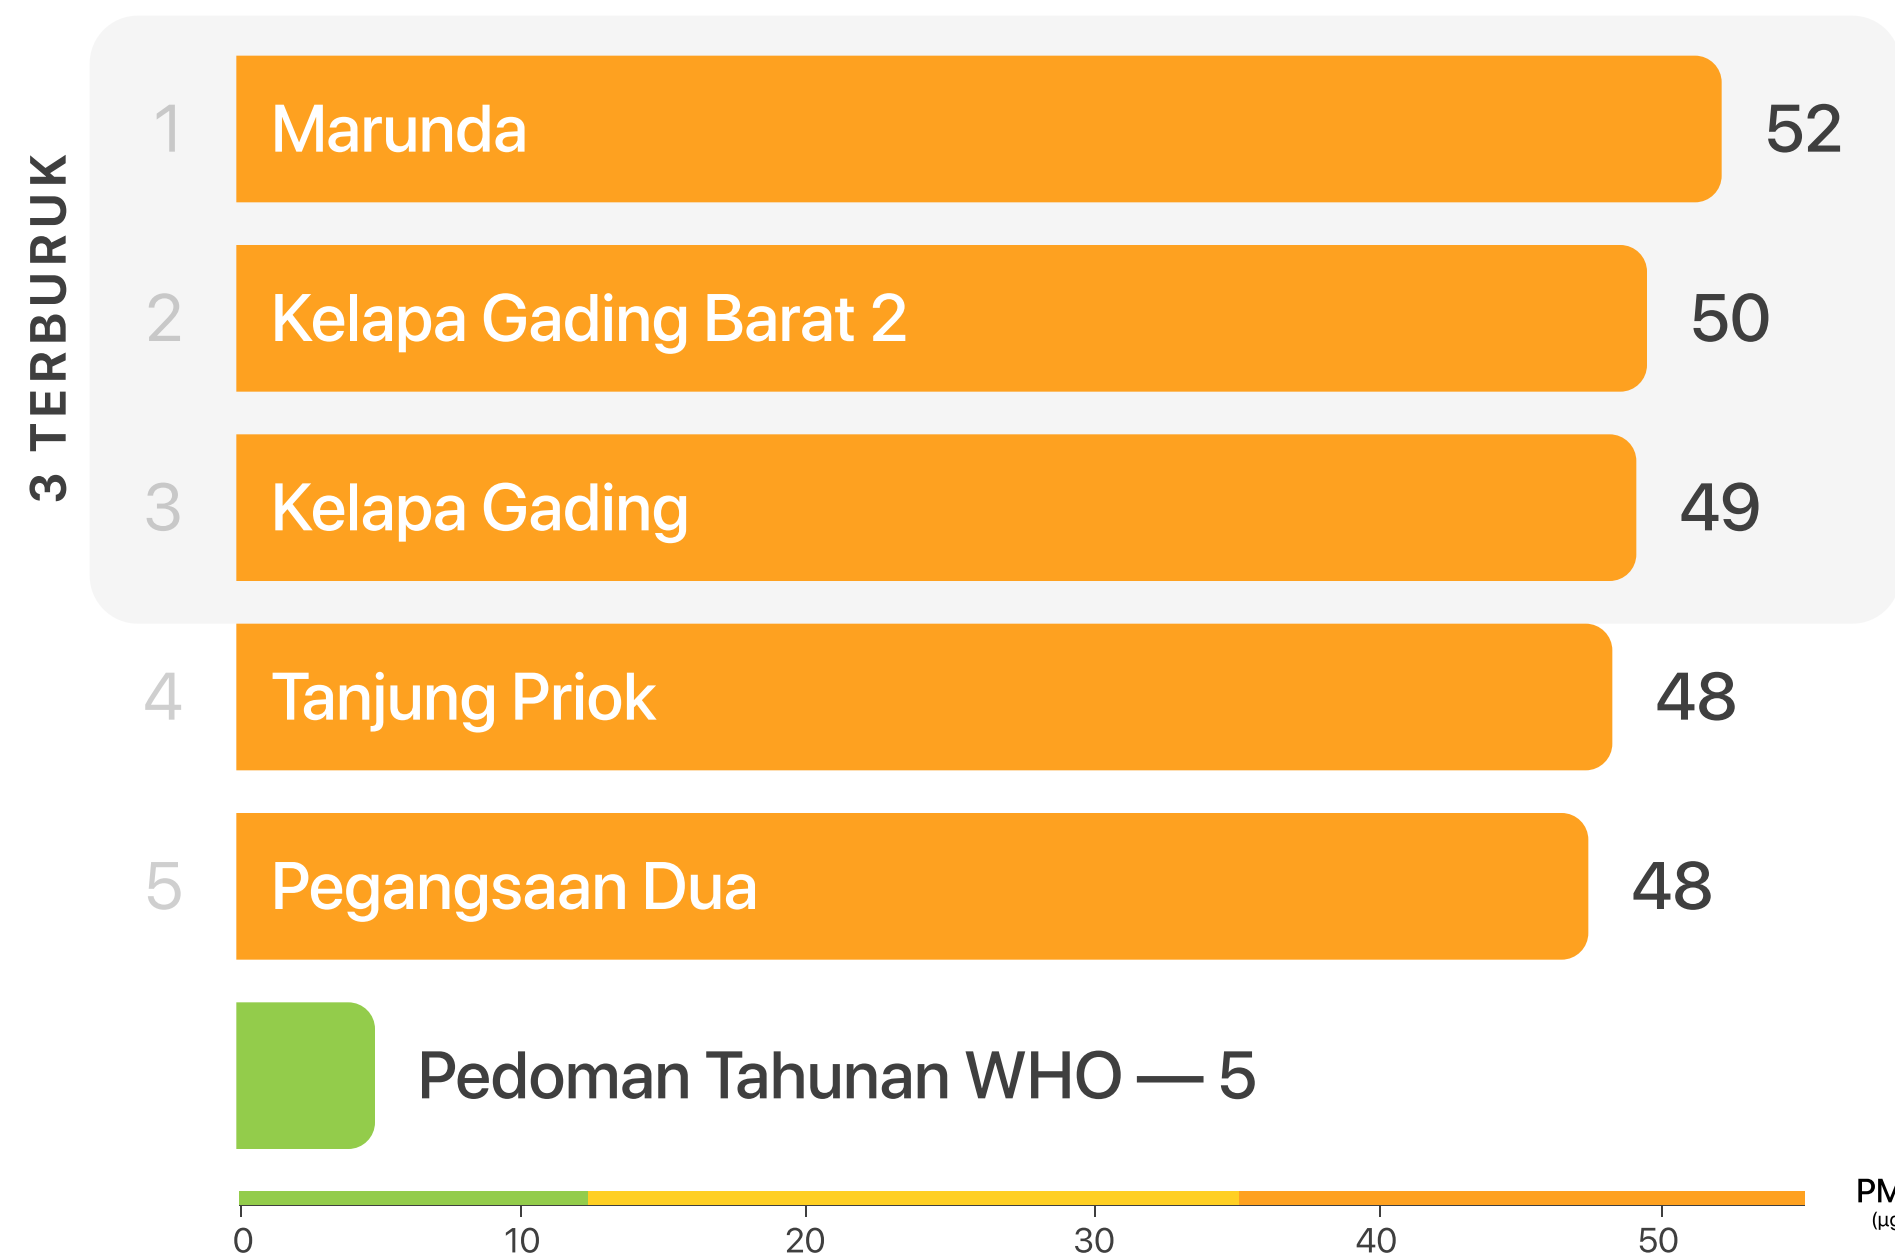 3 TERBURUK
1 Marunda 52
2 Kelapa Gading Barat 2 50
3 Kelapa Gading 49
4 Tanjung Priok 48
5 Pegangsaan Dua 48
Pedoman Tahunan WHO — 5
0 10 20 30 40 50